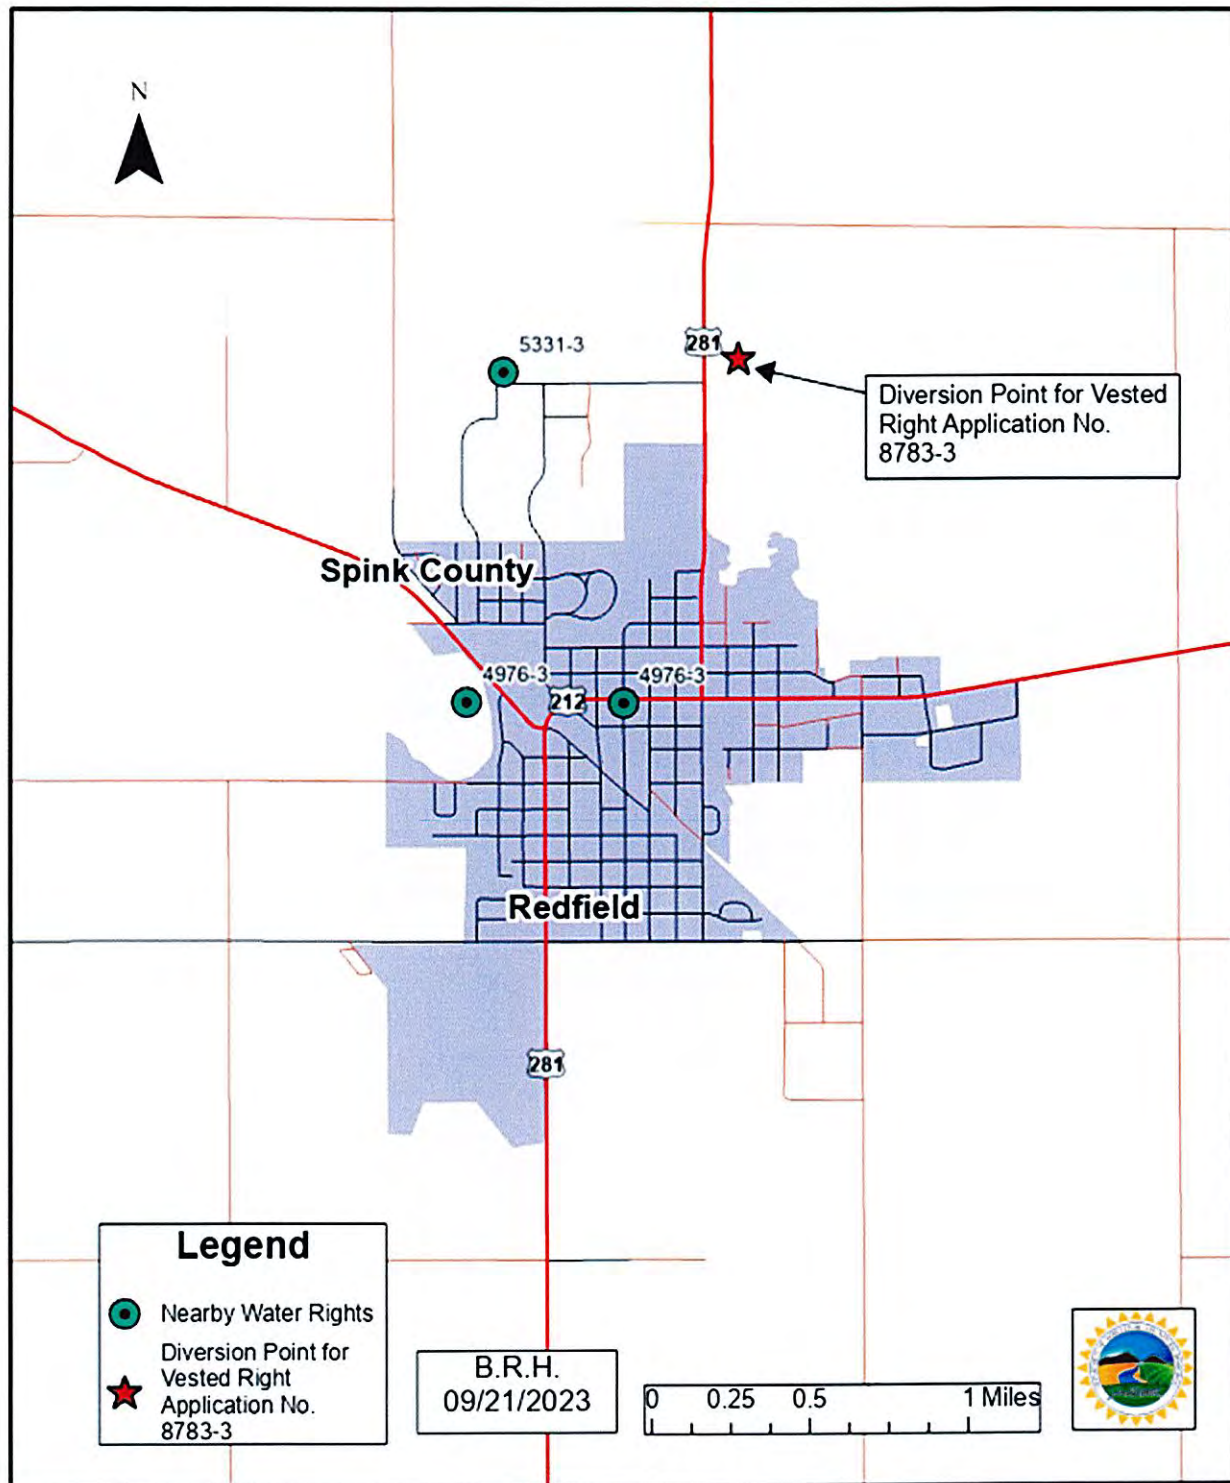 N
5331-3
281
Diversion Point for Vested
Right Application No.
8783-3
Spink County
4976-3
212
4976-3
Redfield
281
Legend
Nearby Water Rights
Diversion Point for
Vested Right
Application No.
8783-3
B.R.H.
09/21/2023
0 0.25 0.5 1 Miles